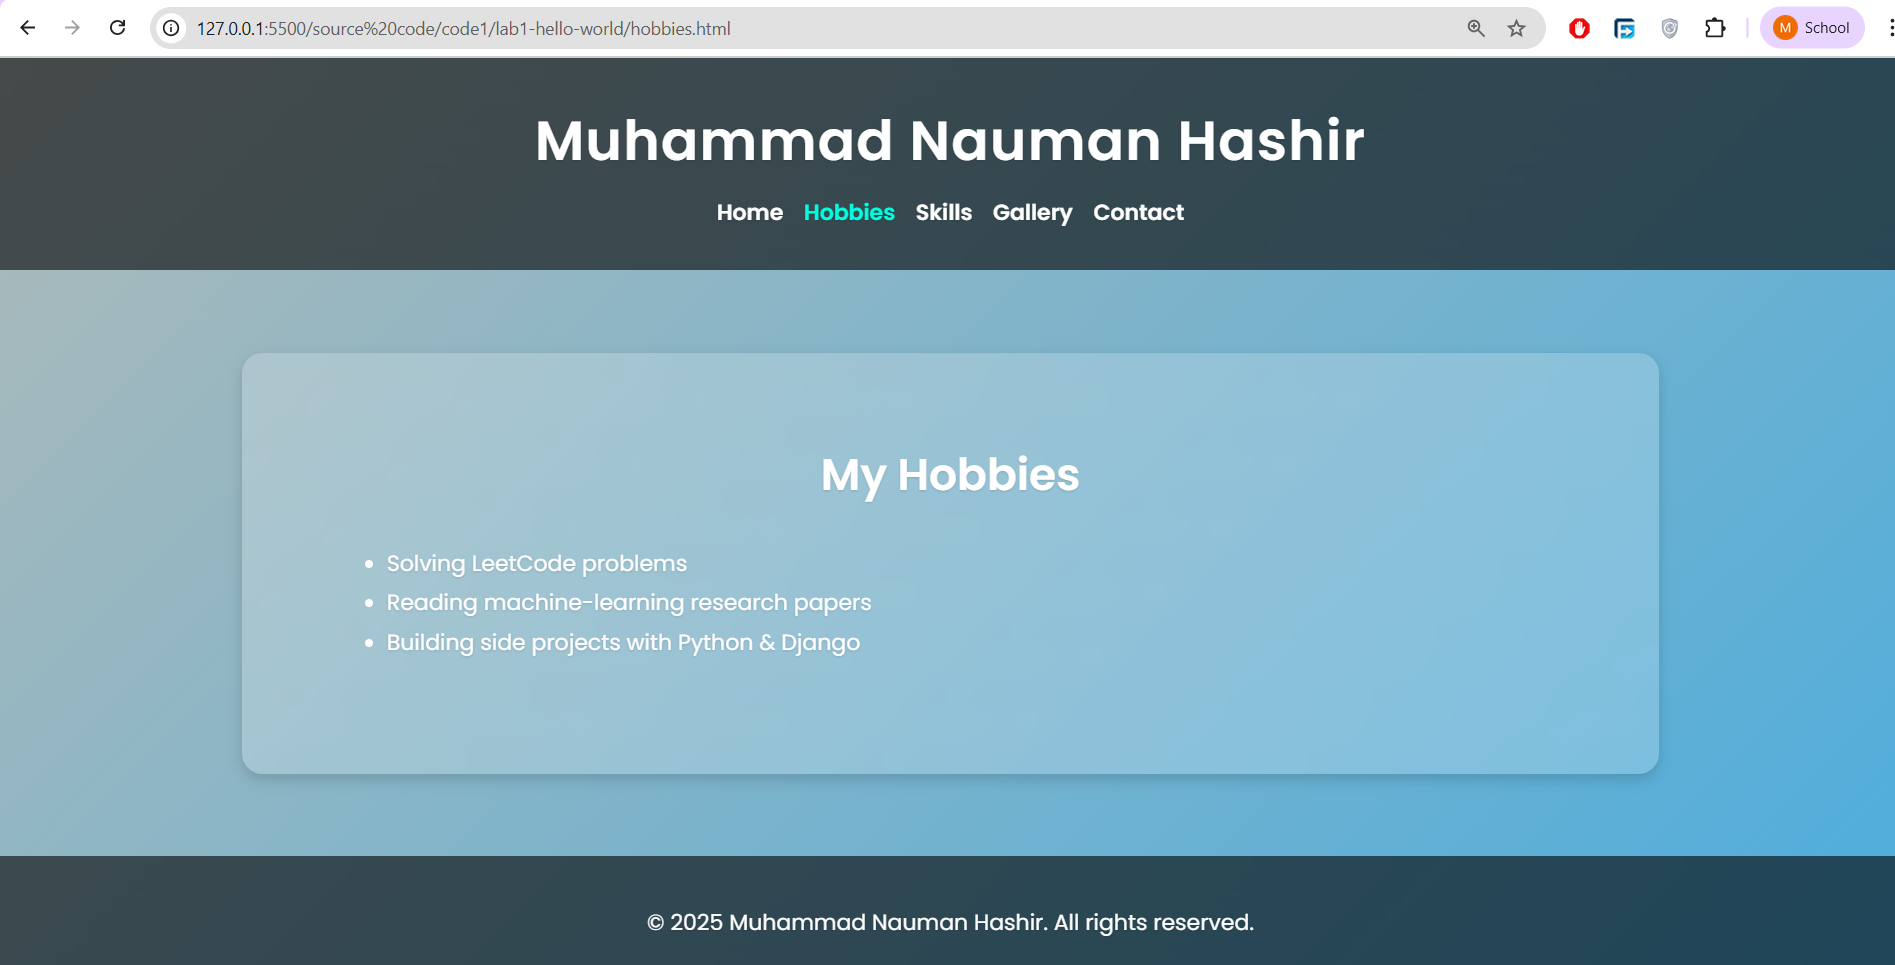 127.0.0.1:5500/source%20code/code1/lab1-hello-world/hobbies.html
M School
Muhammad Nauman Hashir
Home Hobbies Skills Gallery Contact
My Hobbies
• Solving LeetCode problems
• Reading machine-learning research papers
• Building side projects with Python & Django
© 2025 Muhammad Nauman Hashir. All rights reserved.